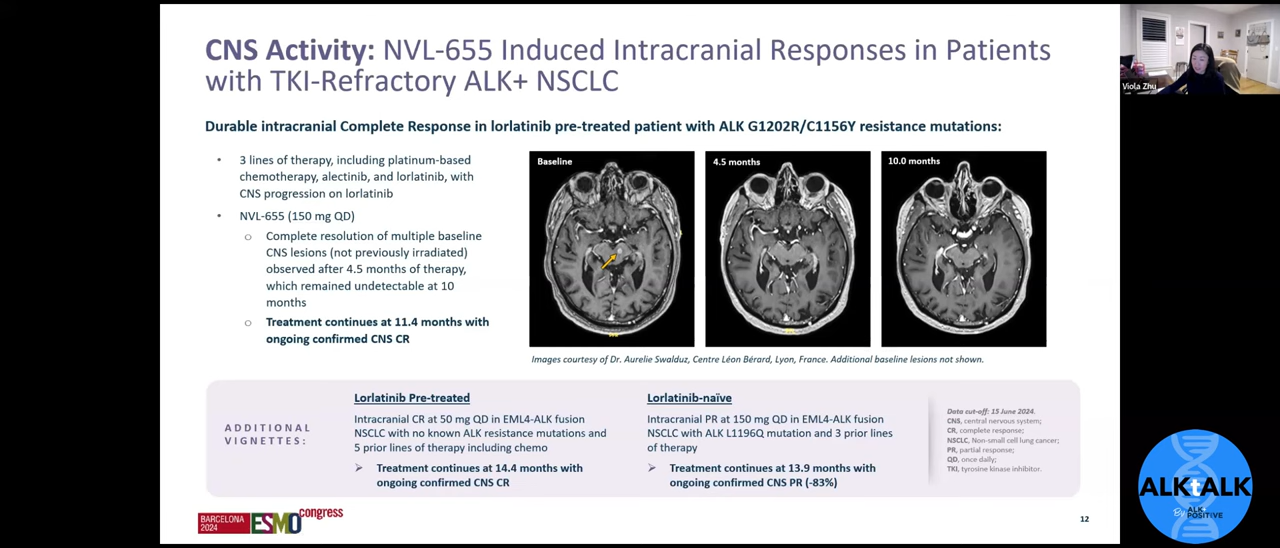 CNS Activity: NVL-655 Induced Intracranial Responses in Patients
with TKI-Refractory ALK+ NSCLC
Durable intracranial Complete Response in lorlatinib pre-treated patient with ALK G1202R/C1156Y resistance mutations:
• 3 lines of therapy, including platinum-based
chemotherapy, alectinib, and lorlatinib, with
CNS progression on lorlatinib
• NVL-655 (150 mg QD)
o Complete resolution of multiple baseline
CNS lesions (not previously irradiated)
observed after 4.5 months of therapy,
which remained undetectable at 10
months
o Treatment continues at 11.4 months with
ongoing confirmed CNS CR
Baseline
4.5 months
10.0 months
Images courtesy of Dr. Aurelie Swalduz, Centre Léon Bérard, Lyon, France. Additional baseline lesions not shown.
ADDITIONAL
VIGNETTES:
Lorlatinib Pre-treated
Intracranial CR at 50 mg QD in EML4-ALK fusion
NSCLC with no known ALK resistance mutations and
5 prior lines of therapy including chemo
➢ Treatment continues at 14.4 months with
ongoing confirmed CNS CR
Lorlatinib-naïve
Intracranial PR at 150 mg QD in EML4-ALK fusion
NSCLC with ALK L1196Q mutation and 3 prior lines
of therapy
➢ Treatment continues at 13.9 months with
ongoing confirmed CNS PR (-83%)
Data cut-off: 15 June 2024.
CNS, central nervous system;
CR, complete response;
NSCLC, Non-small cell lung cancer;
PR, partial response;
QD, once daily;
TKI, tyrosine kinase inhibitor.
BARCELONA
2024
ESMO congress
12
Viola Zhu
ALKtALK
By ALK
POSITIVE